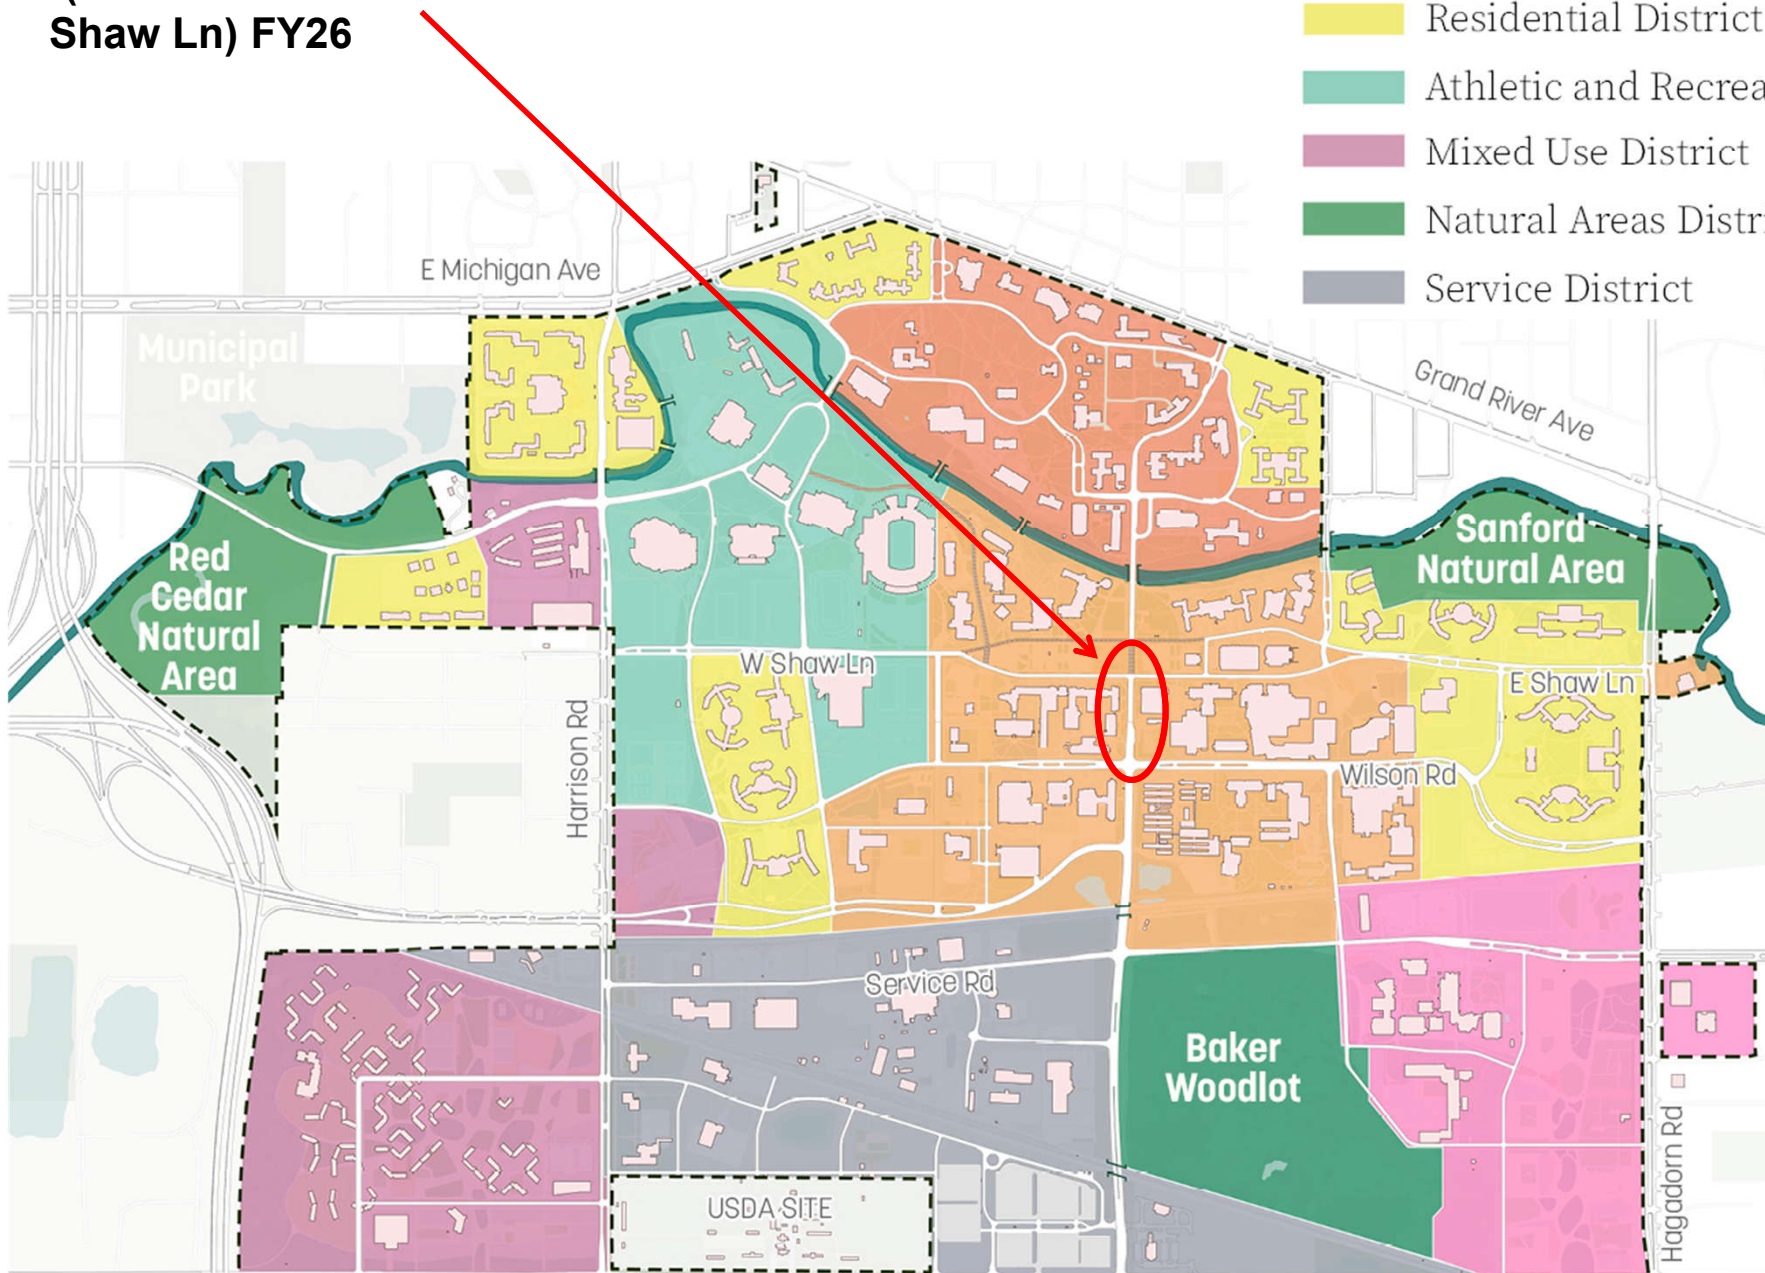 Shaw Ln) FY26
Residential District
Athletic and Recrea
Mixed Use District
Natural Areas Distri
Service District
E Michigan Ave
Municipal
Park
Grand River Ave
Red
Cedar
Natural
Area
Sanford
Natural Area
W Shaw Ln
E Shaw Ln
Harrison Rd
Wilson Rd
Service Rd
Baker
Woodlot
USDA SITE
Hagadorn Rd